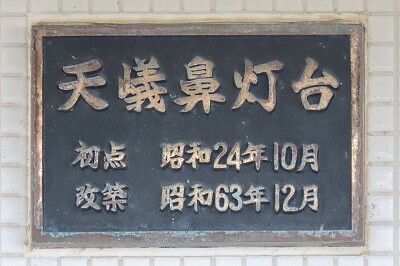 天嶬鼻灯台
初点 昭和24年10月
改築 昭和63年12月